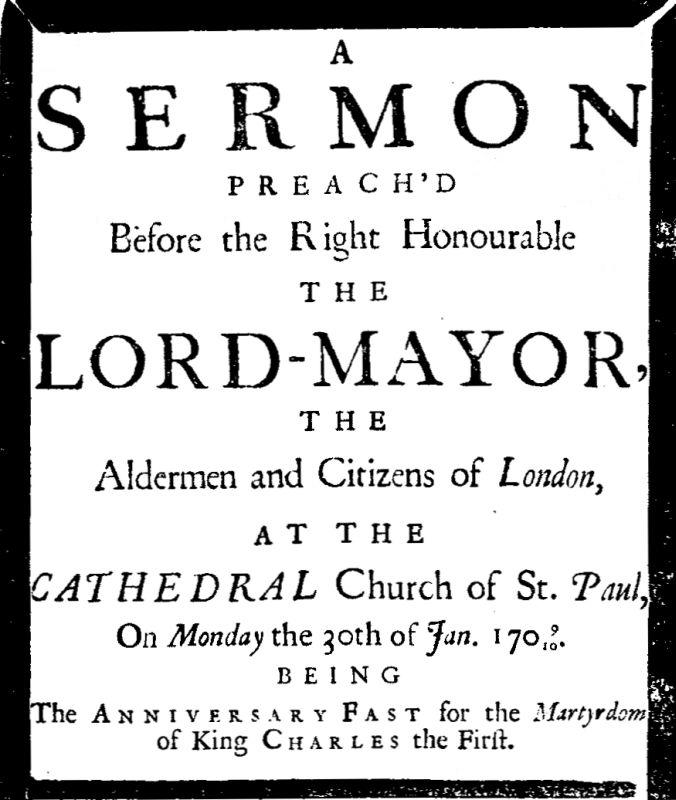 A
SERMON
PREACH'D
Before the Right Honourable
THE
LORD-MAYOR,
THE
Aldermen and Citizens of London,
AT THE
CATHEDRAL Church of St. Paul,
On Monday the 30th of Jan. 170 9/10.
BEING
The ANNIVERSARY FAST for the Martyrdom
of King CHARLES the Firſt.